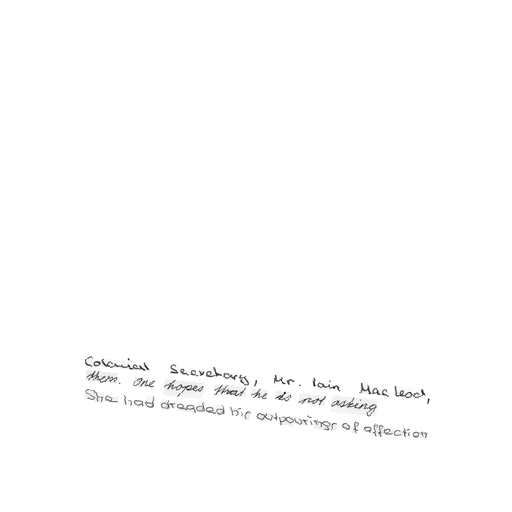 Colonial Secretary, Mr. Iain Macleod,
them. One hopes that he is not asking
She had dreaded his outpourings of affection